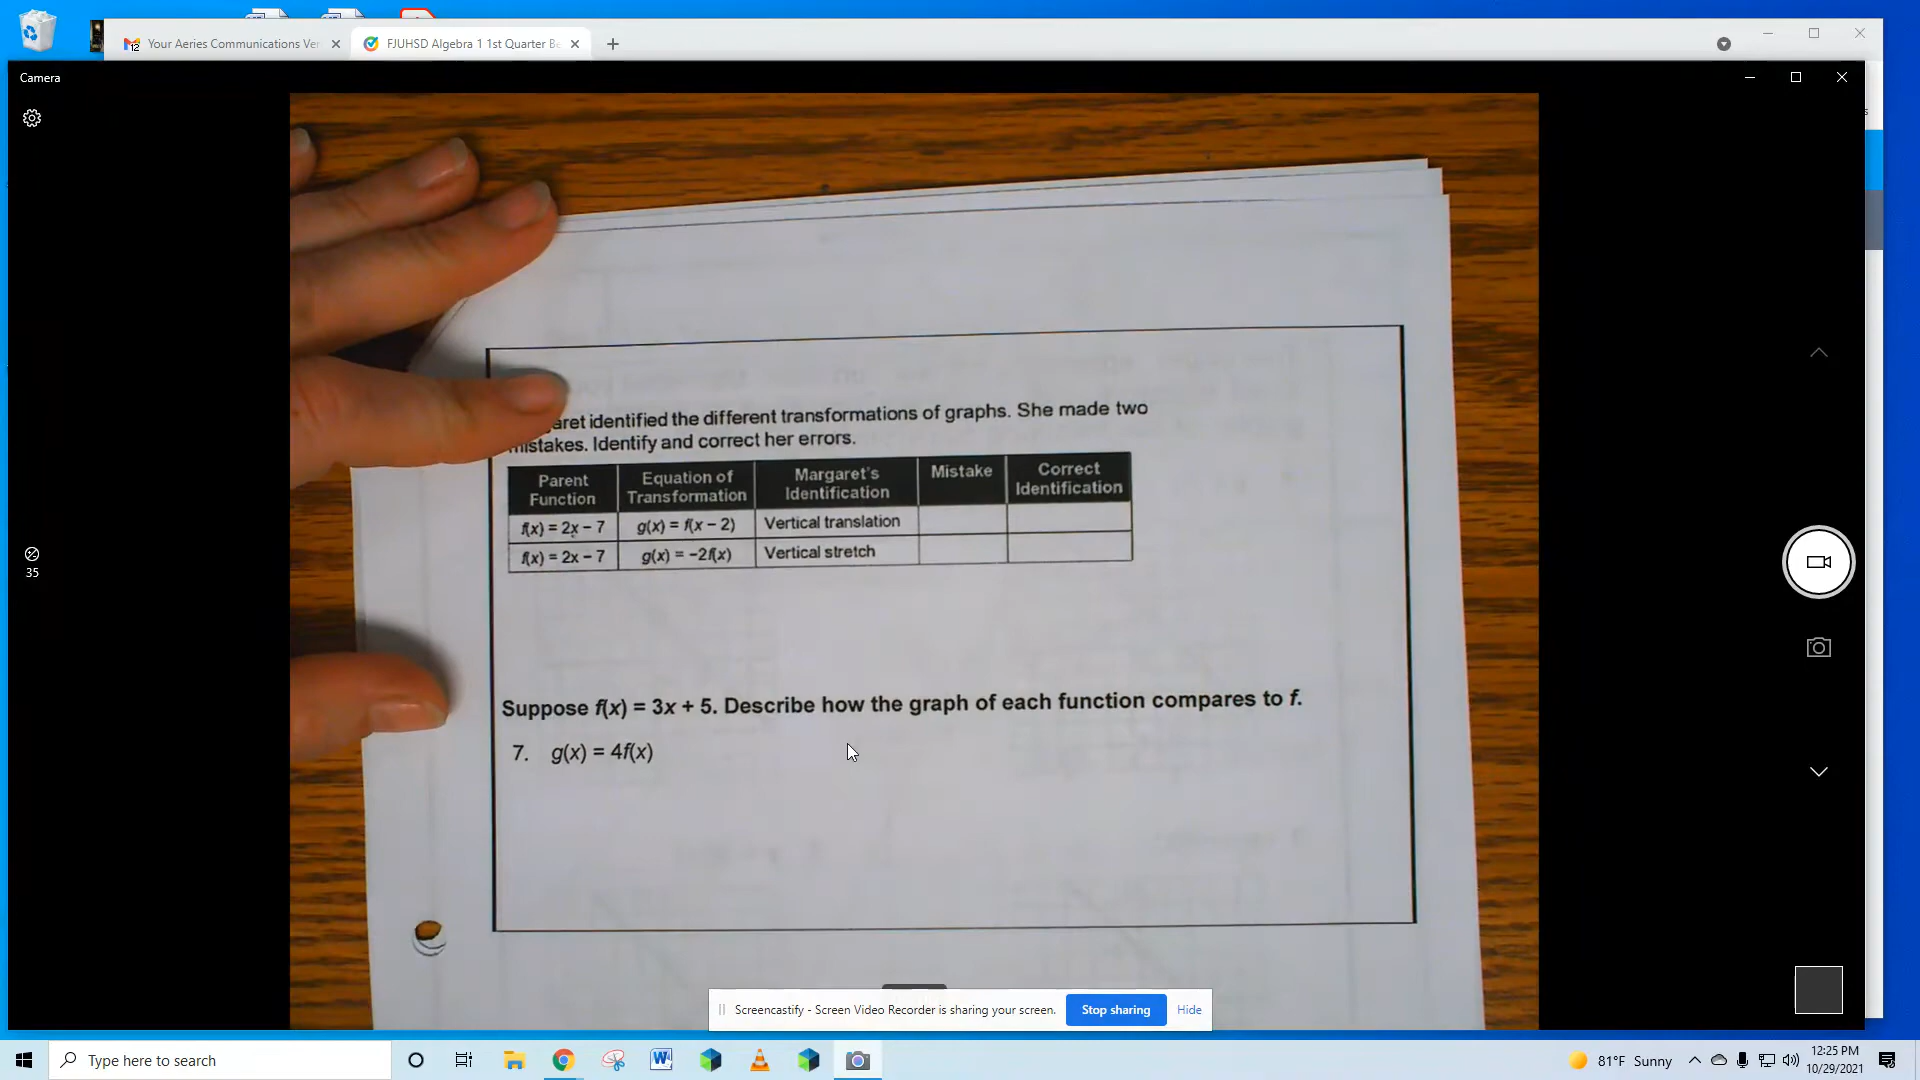 Your Aeries Communications Ver
FJUHSD Algebra 1 1st Quarter Be
Camera
aret identified the different transformations of graphs. She made two
mistakes. Identify and correct her errors.
Parent Function	Equation of Transformation	Margaret's Identification	Mistake	Correct Identification
f(x) = 2x − 7	g(x) = f(x − 2)	Vertical translation
f(x) = 2x − 7	g(x) = −2f(x)	Vertical stretch
35
Suppose f(x) = 3x + 5. Describe how the graph of each function compares to f.
7. g(x) = 4f(x)
Screencastify - Screen Video Recorder is sharing your screen.
Stop sharing
Hide
Type here to search
81°F Sunny
12:25 PM
10/29/2021